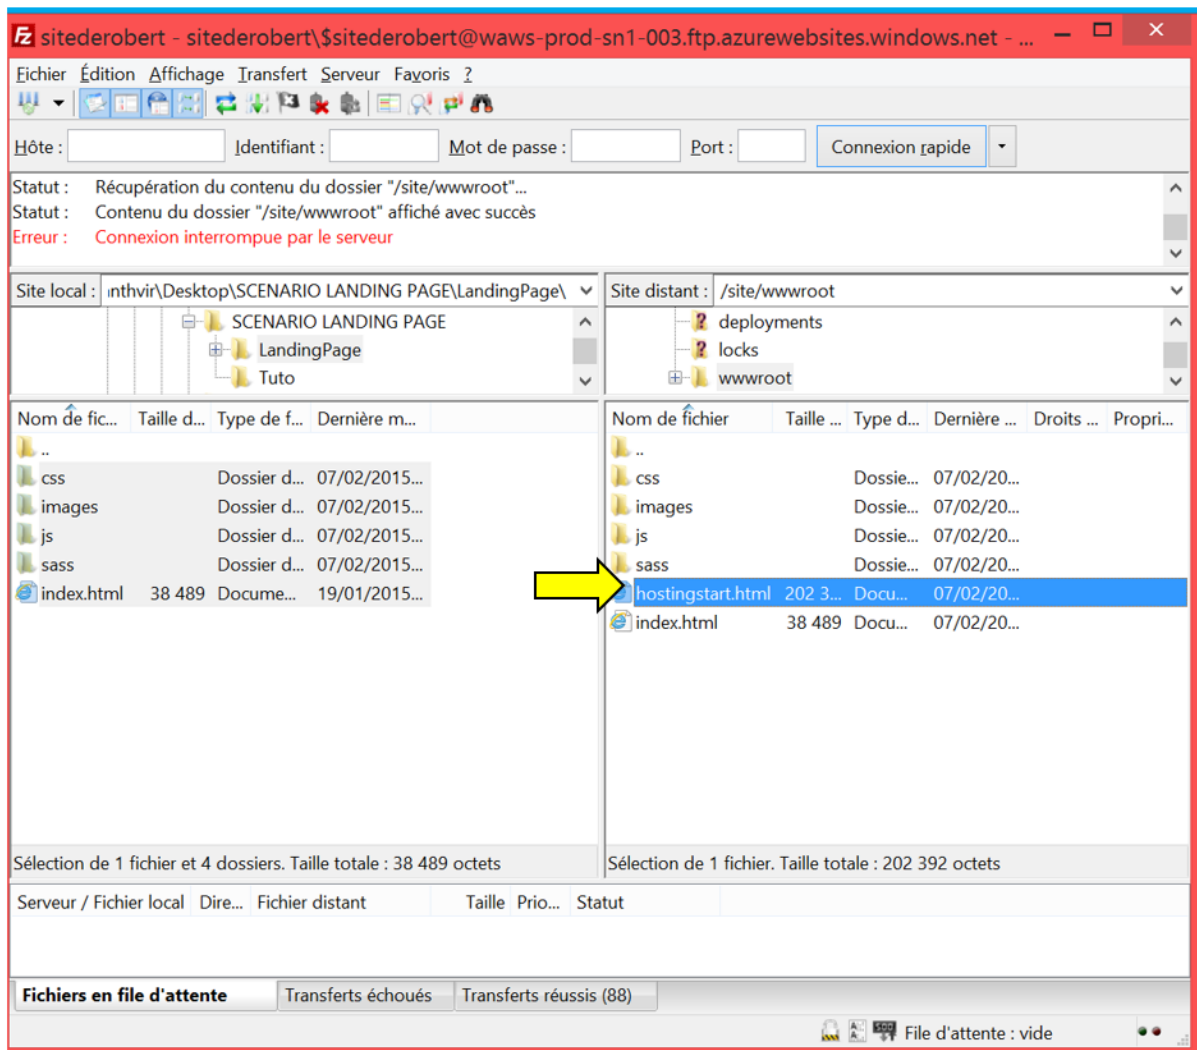 sitederobert - sitederobert\$sitederobert@waws-prod-sn1-003.ftp.azurewebsites.windows.net - ...
Fichier Édition Affichage Transfert Serveur Favoris ?
Hôte : Identifiant : Mot de passe : Port : Connexion rapide
Statut : Récupération du contenu du dossier "/site/wwwroot"...
Statut : Contenu du dossier "/site/wwwroot" affiché avec succès
Erreur : Connexion interrompue par le serveur
Site local : nthvir\Desktop\SCENARIO LANDING PAGE\LandingPage\
SCENARIO LANDING PAGE
LandingPage
Tuto
Site distant : /site/wwwroot
deployments
locks
wwwroot
Nom de fic... Taille d... Type de f... Dernière m...
..
css Dossier d... 07/02/2015...
images Dossier d... 07/02/2015...
js Dossier d... 07/02/2015...
sass Dossier d... 07/02/2015...
index.html 38 489 Docume... 19/01/2015...
Sélection de 1 fichier et 4 dossiers. Taille totale : 38 489 octets
Nom de fichier Taille ... Type d... Dernière ... Droits ... Propri...
..
css Dossie... 07/02/20...
images Dossie... 07/02/20...
js Dossie... 07/02/20...
sass Dossie... 07/02/20...
hostingstart.html 202 3... Docu... 07/02/20...
index.html 38 489 Docu... 07/02/20...
Sélection de 1 fichier. Taille totale : 202 392 octets
Serveur / Fichier local Dire... Fichier distant Taille Prio... Statut
Fichiers en file d'attente Transferts échoués Transferts réussis (88)
File d'attente : vide